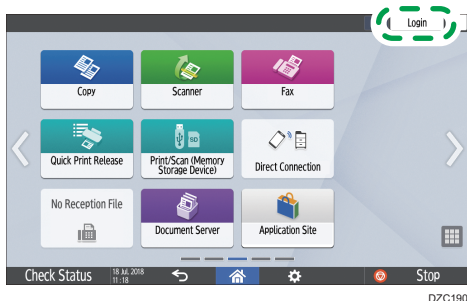 Login
Copy
Scanner
Fax
SD
Quick Print Release
Print/Scan (Memory
Storage Device)
Direct Connection
No Reception File
Document Server
Application Site
Check Status
18 Jul, 2018
11:18
Stop
DZC190